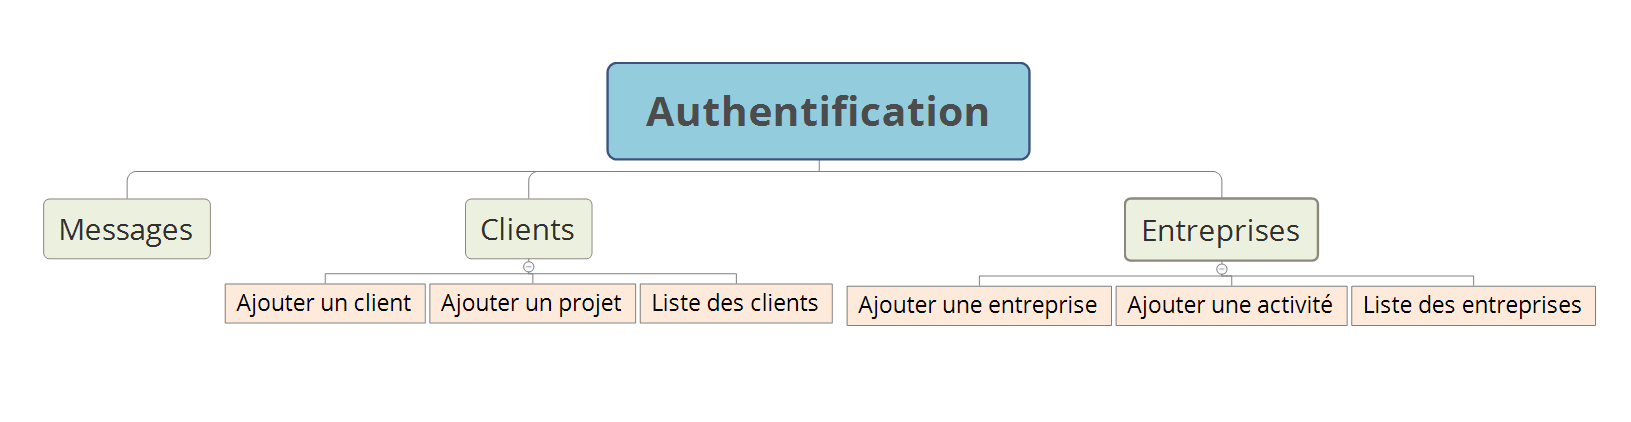 Authentification
Messages
Clients
Entreprises
Ajouter un client
Ajouter un projet
Liste des clients
Ajouter une entreprise
Ajouter une activité
Liste des entreprises